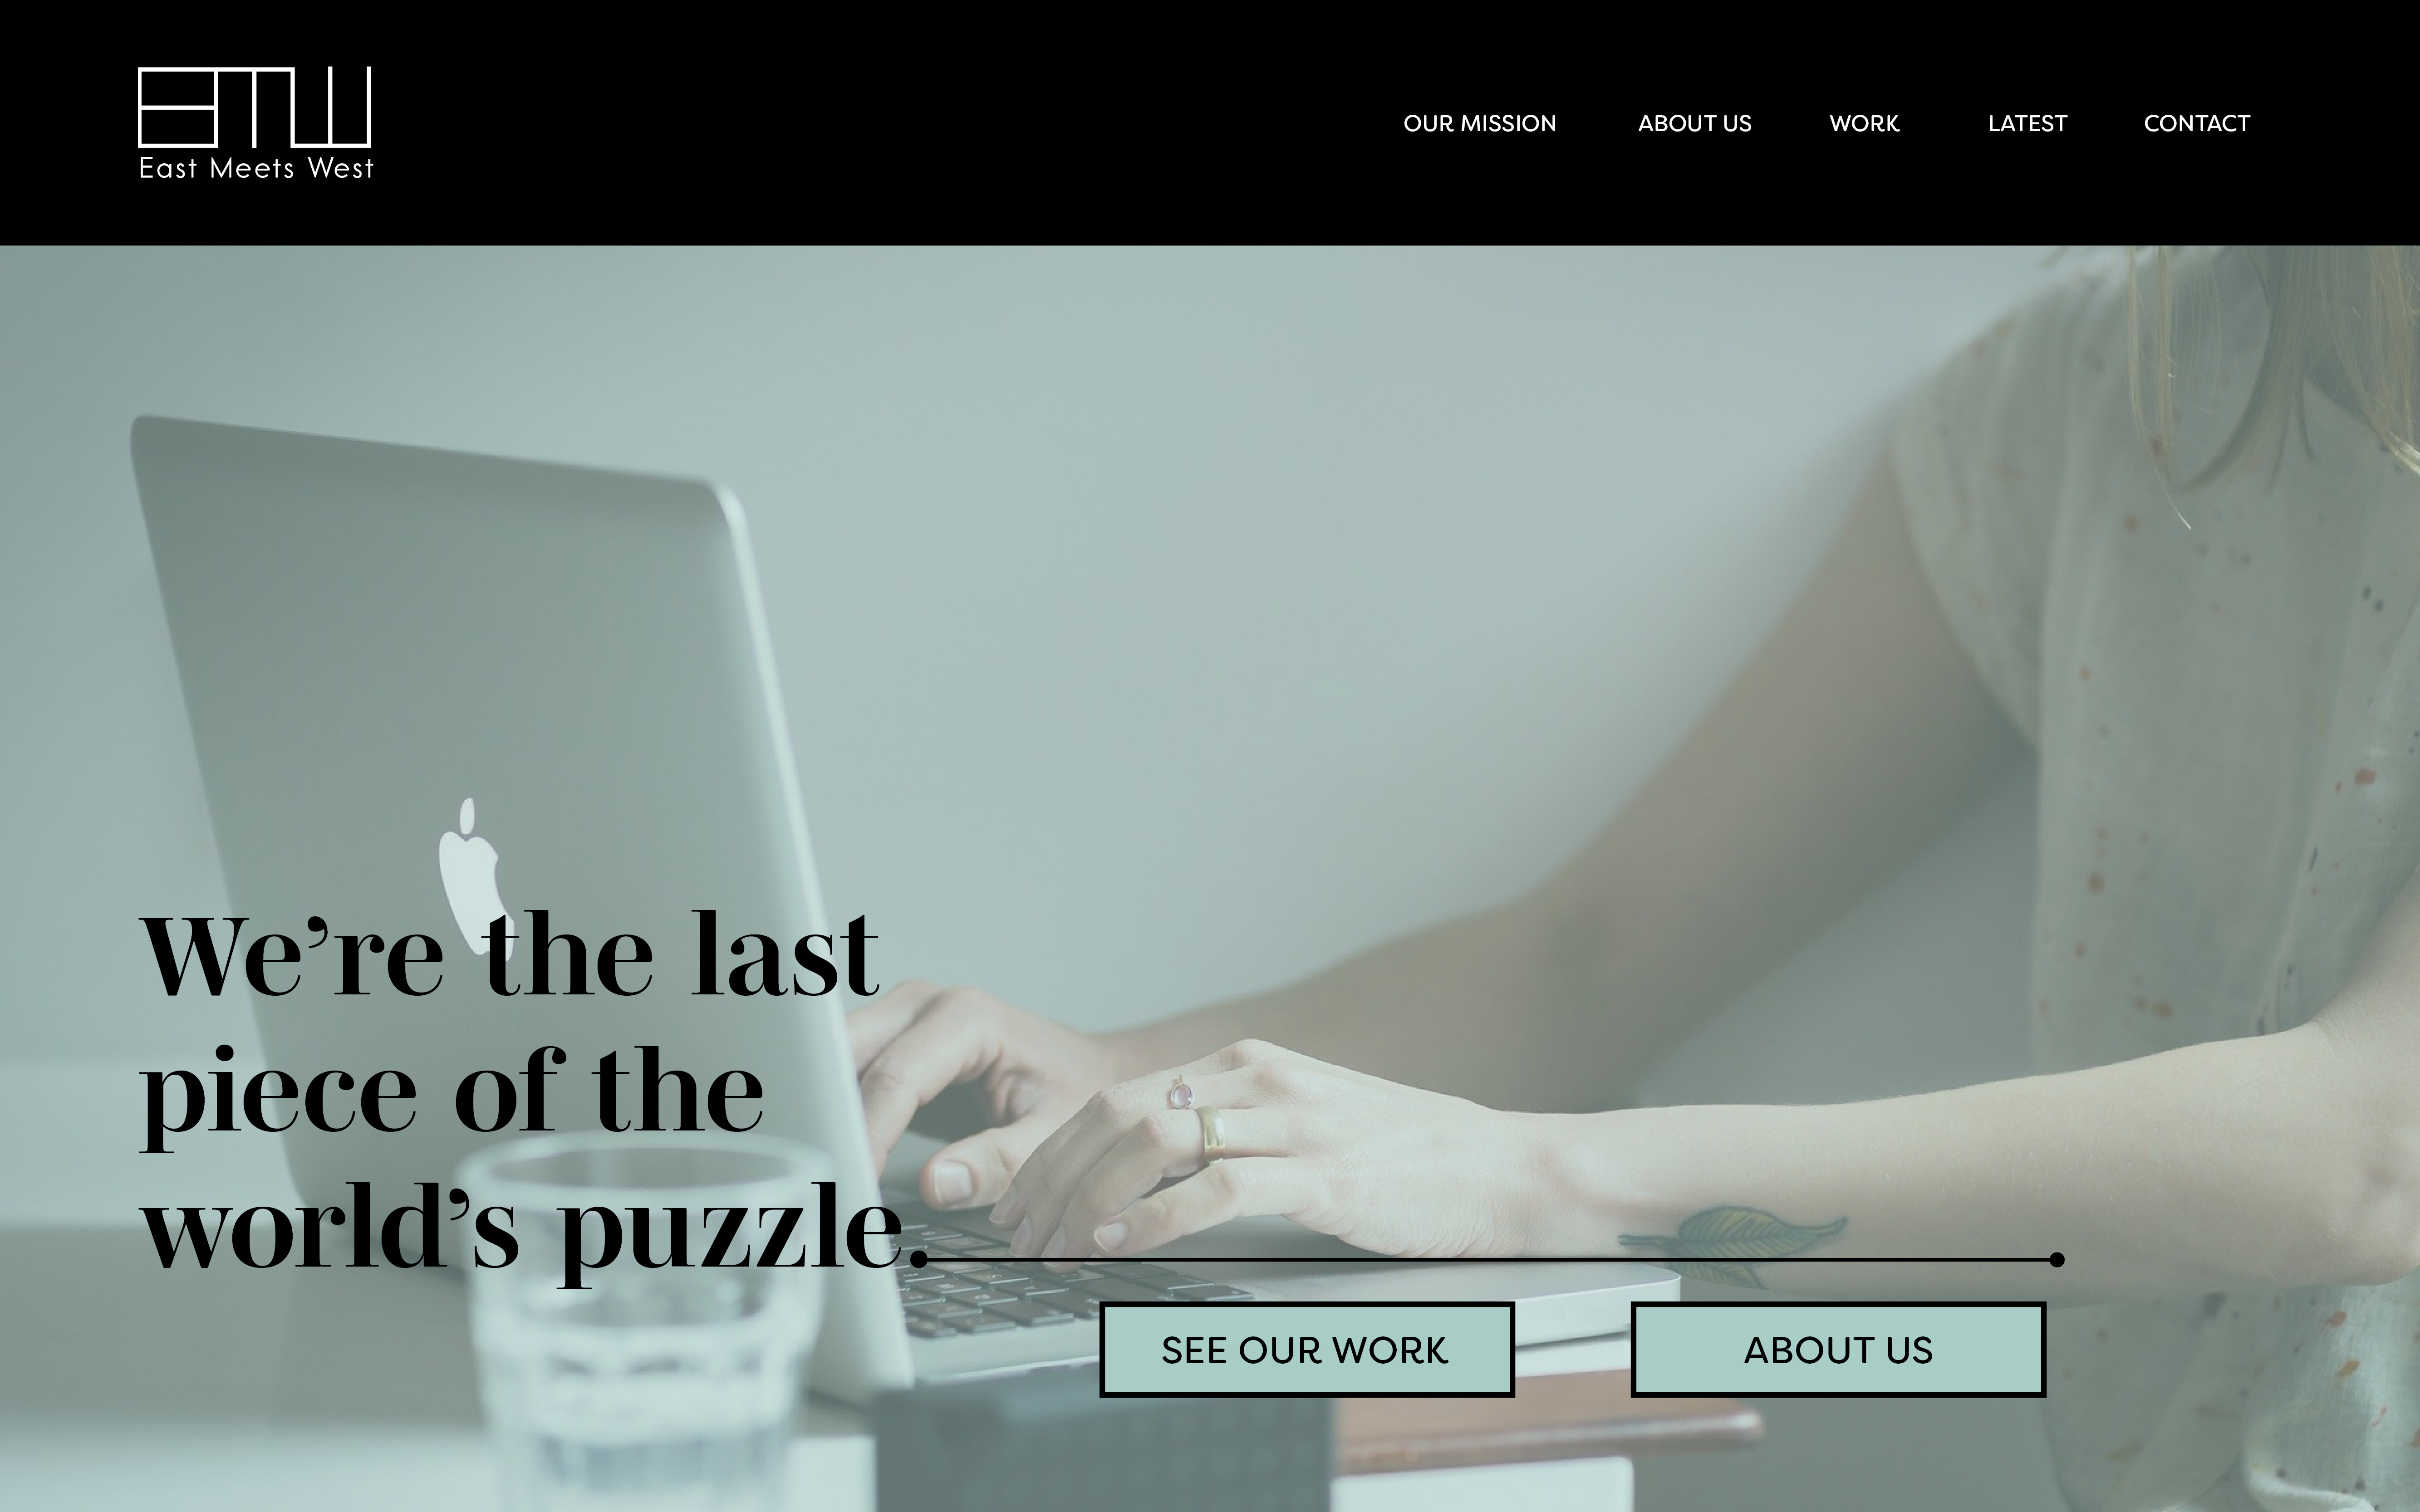 EMW
East Meets West
OUR MISSION
ABOUT US
WORK
LATEST
CONTACT
We’re the last
piece of the
world’s puzzle.
SEE OUR WORK
ABOUT US